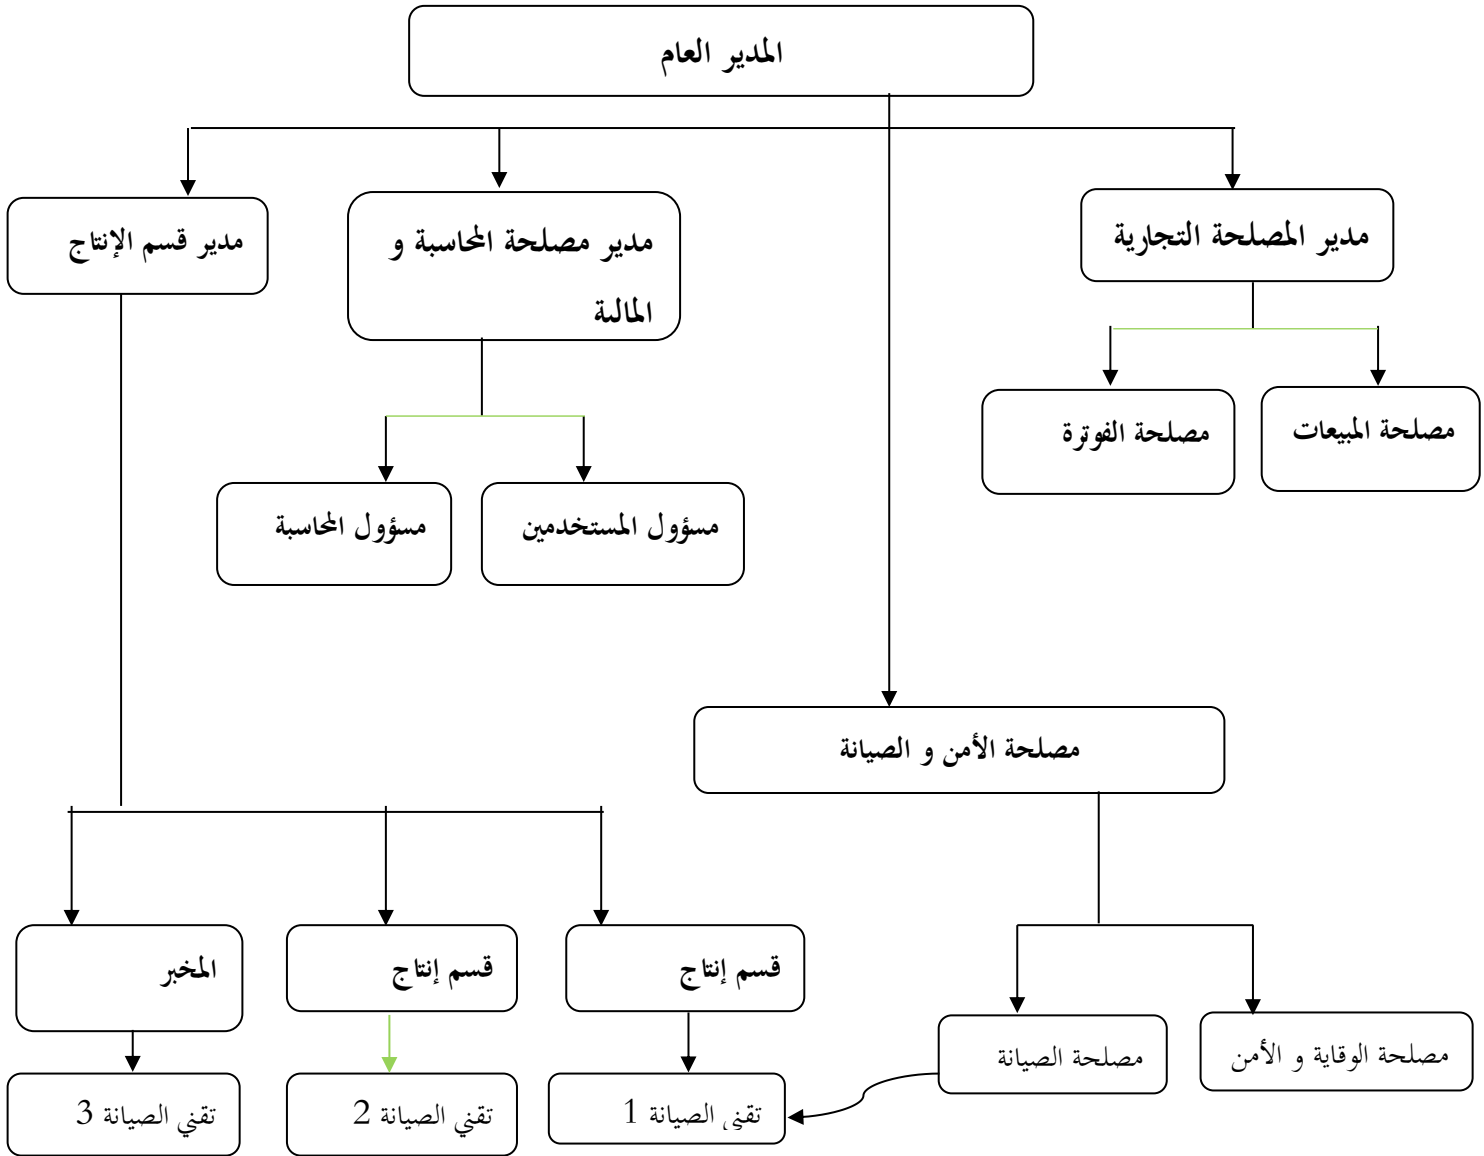 المدير العام
مدير المصلحة التجارية
مدير مصلحة المحاسبة و
المالية
مدير قسم الإنتاج
مصلحة المبيعات
مصلحة الفوترة
مسؤول المستخدمين
مسؤول المحاسبة
مصلحة الأمن و الصيانة
قسم إنتاج
قسم إنتاج
المخبر
مصلحة الوقاية و الأمن
مصلحة الصيانة
تقني الصيانة 1
تقني الصيانة 2
تقني الصيانة 3